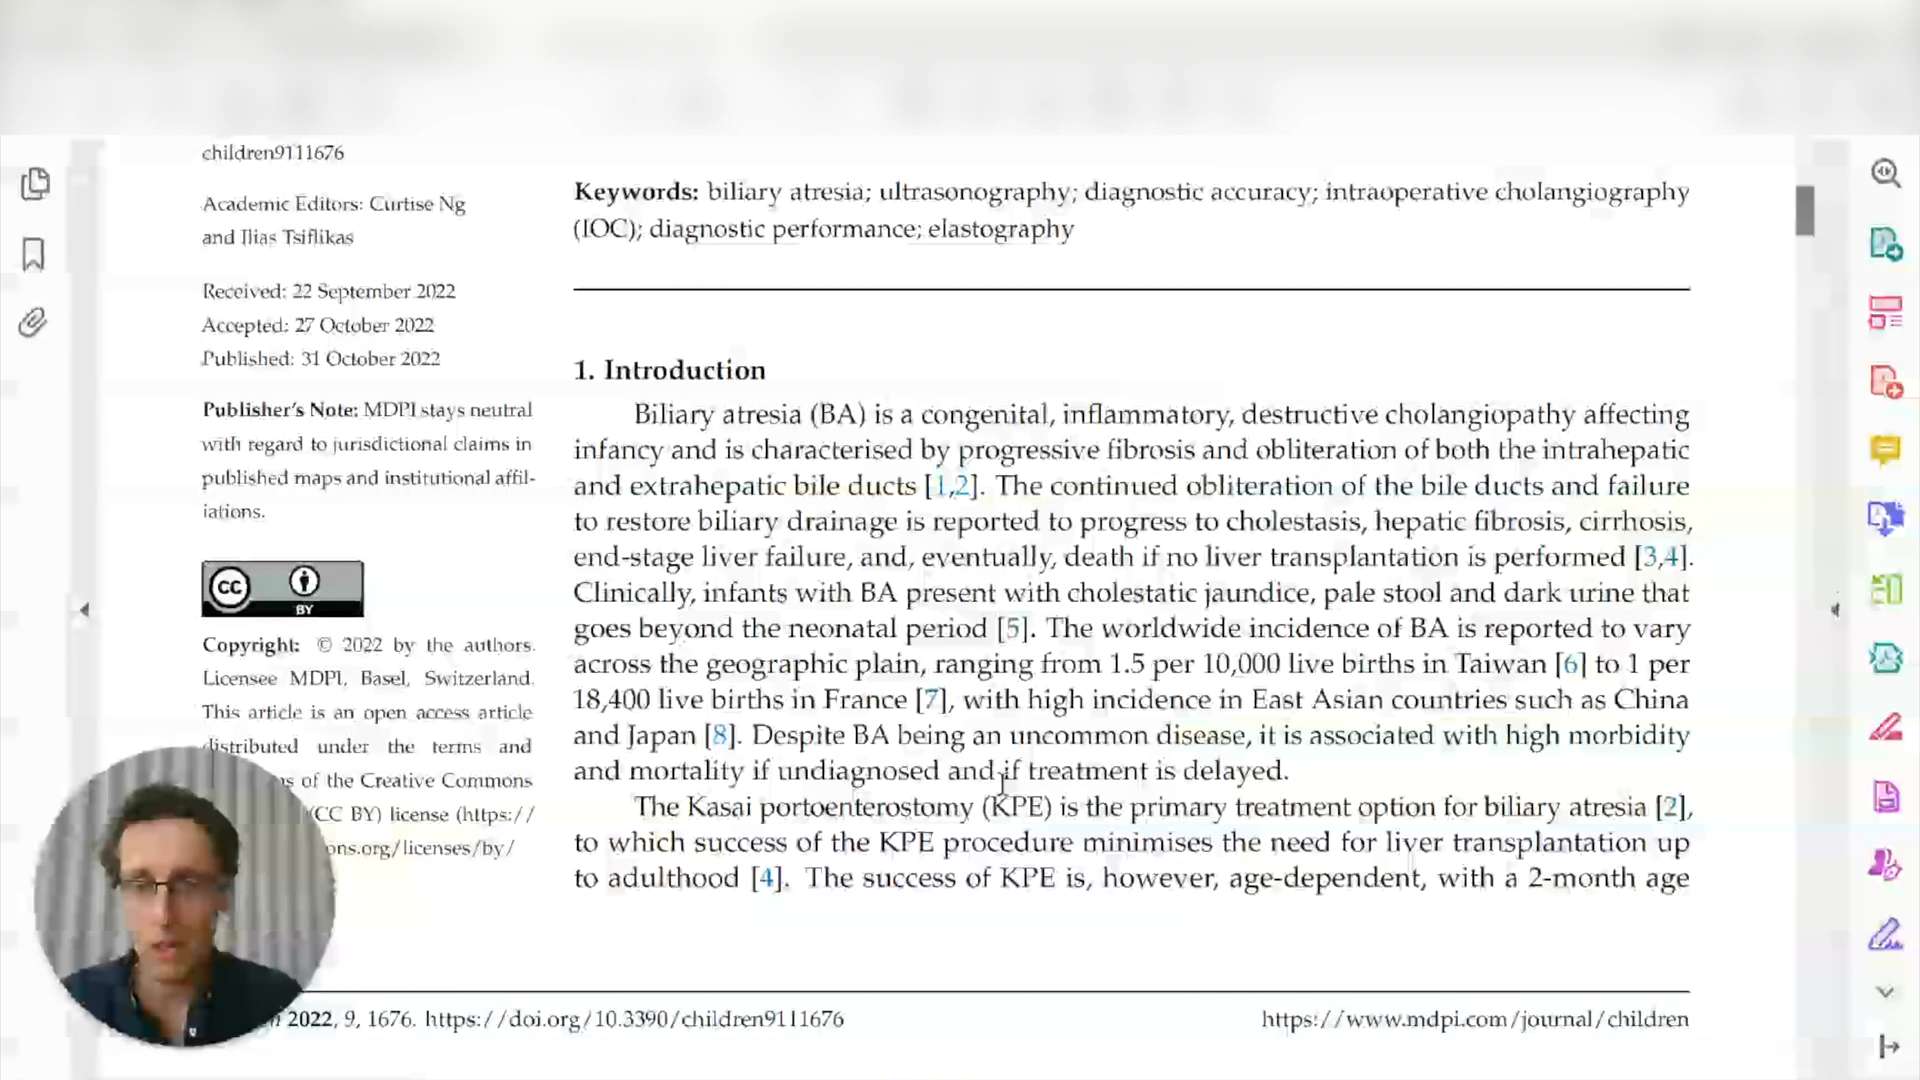 children9111676
Academic Editors: Curtise Ng
and Ilias Tsiflikas
Received: 22 September 2022
Accepted: 27 October 2022
Published: 31 October 2022
Publisher's Note: MDPI stays neutral
with regard to jurisdictional claims in
published maps and institutional affil-
iations.
CC BY
Copyright: © 2022 by the authors.
Licensee MDPI, Basel, Switzerland.
This article is an open access article
distributed under the terms and
s of the Creative Commons
(CC BY) license (https://
ons.org/licenses/by/
Keywords: biliary atresia; ultrasonography; diagnostic accuracy; intraoperative cholangiography
(IOC); diagnostic performance; elastography
1. Introduction
Biliary atresia (BA) is a congenital, inflammatory, destructive cholangiopathy affecting
infancy and is characterised by progressive fibrosis and obliteration of both the intrahepatic
and extrahepatic bile ducts [1,2]. The continued obliteration of the bile ducts and failure
to restore biliary drainage is reported to progress to cholestasis, hepatic fibrosis, cirrhosis,
end-stage liver failure, and, eventually, death if no liver transplantation is performed [3,4].
Clinically, infants with BA present with cholestatic jaundice, pale stool and dark urine that
goes beyond the neonatal period [5]. The worldwide incidence of BA is reported to vary
across the geographic plain, ranging from 1.5 per 10,000 live births in Taiwan [6] to 1 per
18,400 live births in France [7], with high incidence in East Asian countries such as China
and Japan [8]. Despite BA being an uncommon disease, it is associated with high morbidity
and mortality if undiagnosed and if treatment is delayed.
The Kasai portoenterostomy (KPE) is the primary treatment option for biliary atresia [2],
to which success of the KPE procedure minimises the need for liver transplantation up
to adulthood [4]. The success of KPE is, however, age-dependent, with a 2-month age
2022, 9, 1676. https://doi.org/10.3390/children9111676
https://www.mdpi.com/journal/children